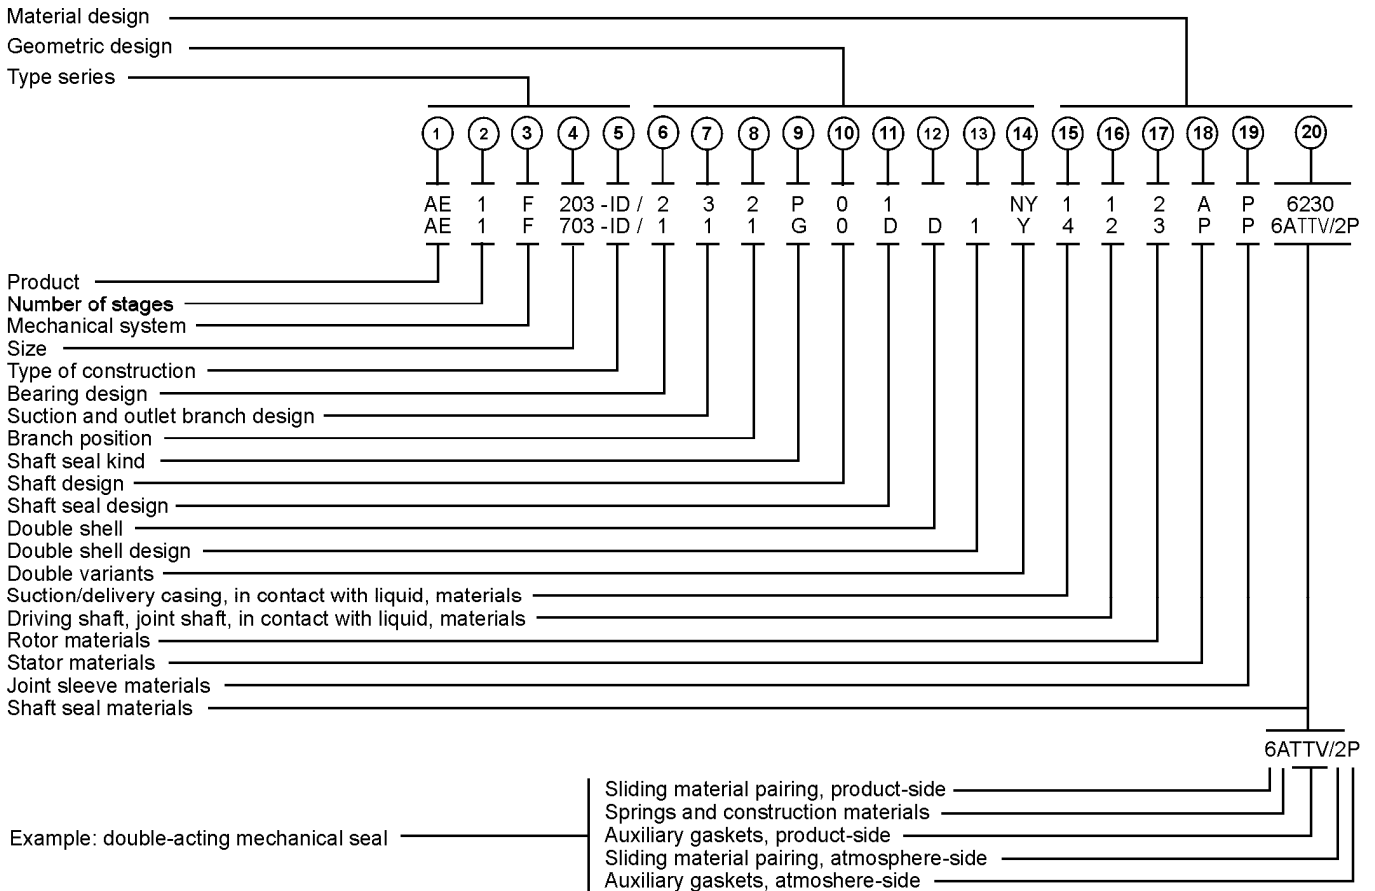 Material design
Geometric design
Type series
1 2 3 4 5 6 7 8 9 10 11 12 13 14 15 16 17 18 19 20
AE 1 F 203 -ID / 2 3 2 P 0 1 NY 1 1 2 A P 6230
AE 1 F 703 -ID / 1 1 1 G 0 D D 1 Y 4 2 3 P P 6ATTV/2P
Product
Number of stages
Mechanical system
Size
Type of construction
Bearing design
Suction and outlet branch design
Branch position
Shaft seal kind
Shaft design
Shaft seal design
Double shell
Double shell design
Double variants
Suction/delivery casing, in contact with liquid, materials
Driving shaft, joint shaft, in contact with liquid, materials
Rotor materials
Stator materials
Joint sleeve materials
Shaft seal materials
6ATTV/2P
Sliding material pairing, product-side
Springs and construction materials
Example: double-acting mechanical seal
Auxiliary gaskets, product-side
Sliding material pairing, atmosphere-side
Auxiliary gaskets, atmoshere-side